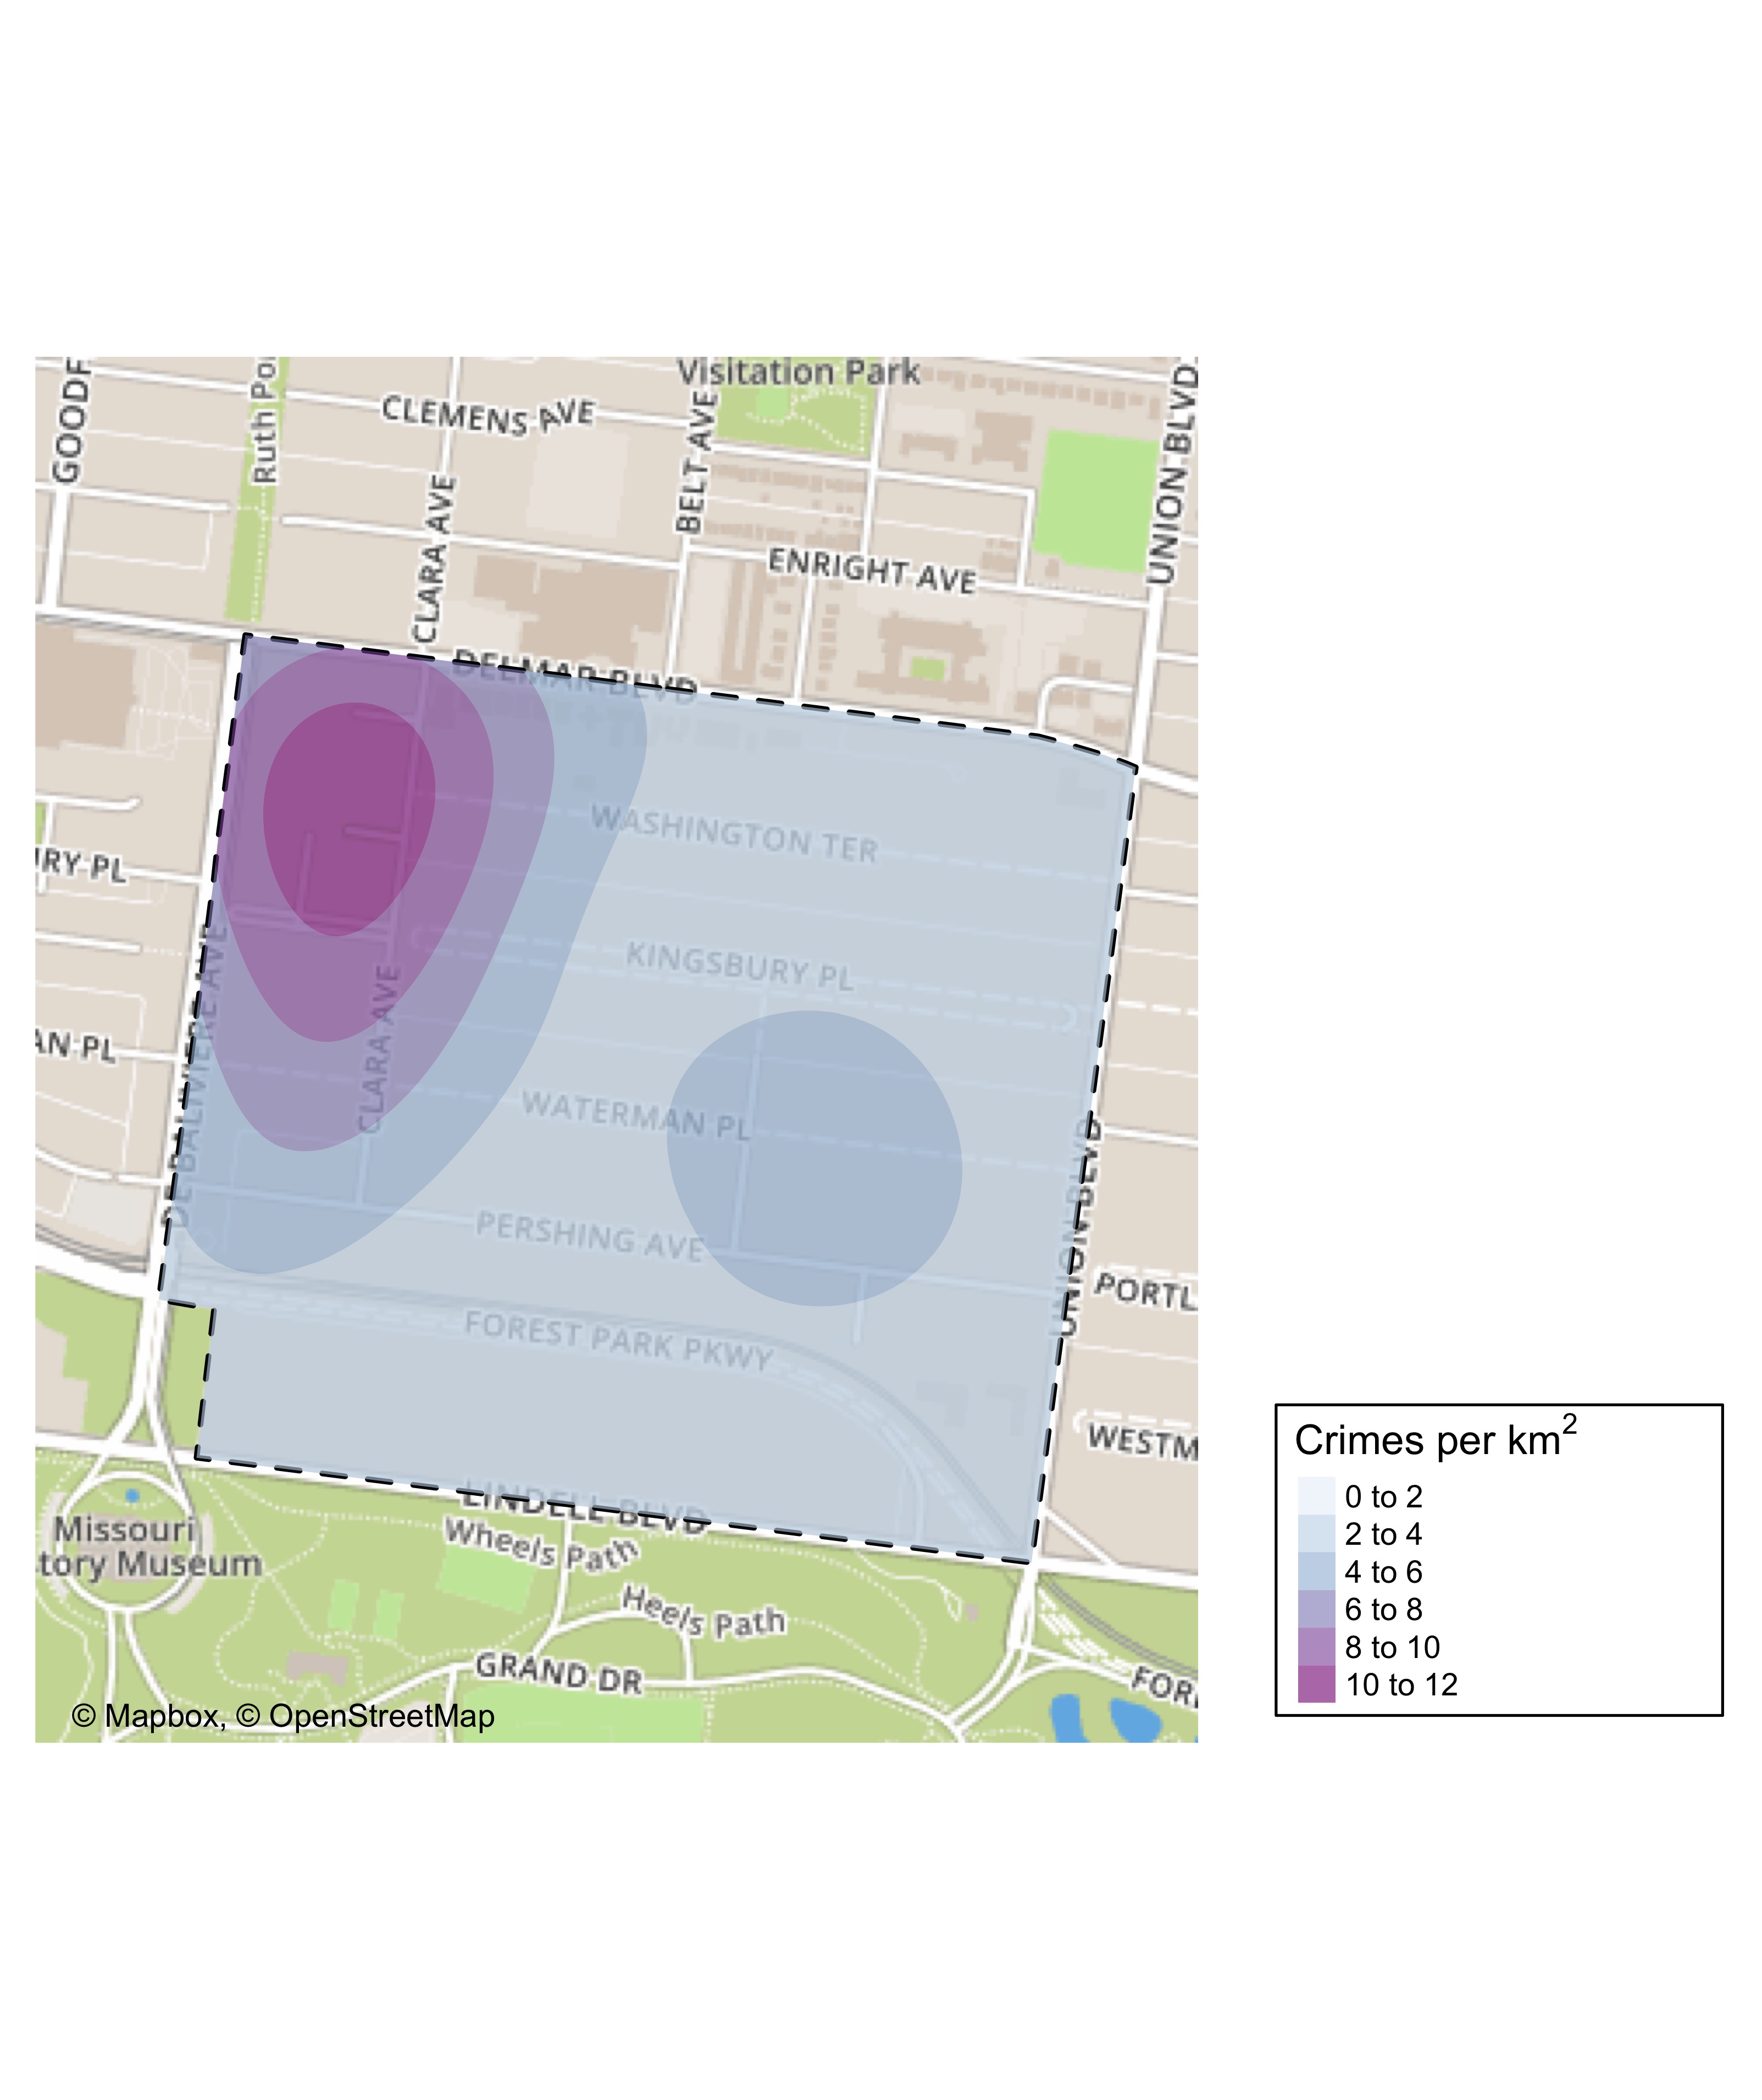 Visitation Park
GOODF
Ruth Po
CLEMENS AVE
BELT AVE
UNION BLVD
CLARA AVE
ENRIGHT AVE
DELMAR BLVD
WASHINGTON TER
RY PL
KINGSBURY PL
DE BALIVIERE AVE
CLARA AVE
AN PL
WATERMAN PL
UNION BLVD
PERSHING AVE
PORTL
FOREST PARK PKWY
WESTM
LINDELL BLVD
Missouri
tory Museum
Wheels Path
Heels Path
GRAND DR
FOR
© Mapbox, © OpenStreetMap
Crimes per km²
0 to 2
2 to 4
4 to 6
6 to 8
8 to 10
10 to 12